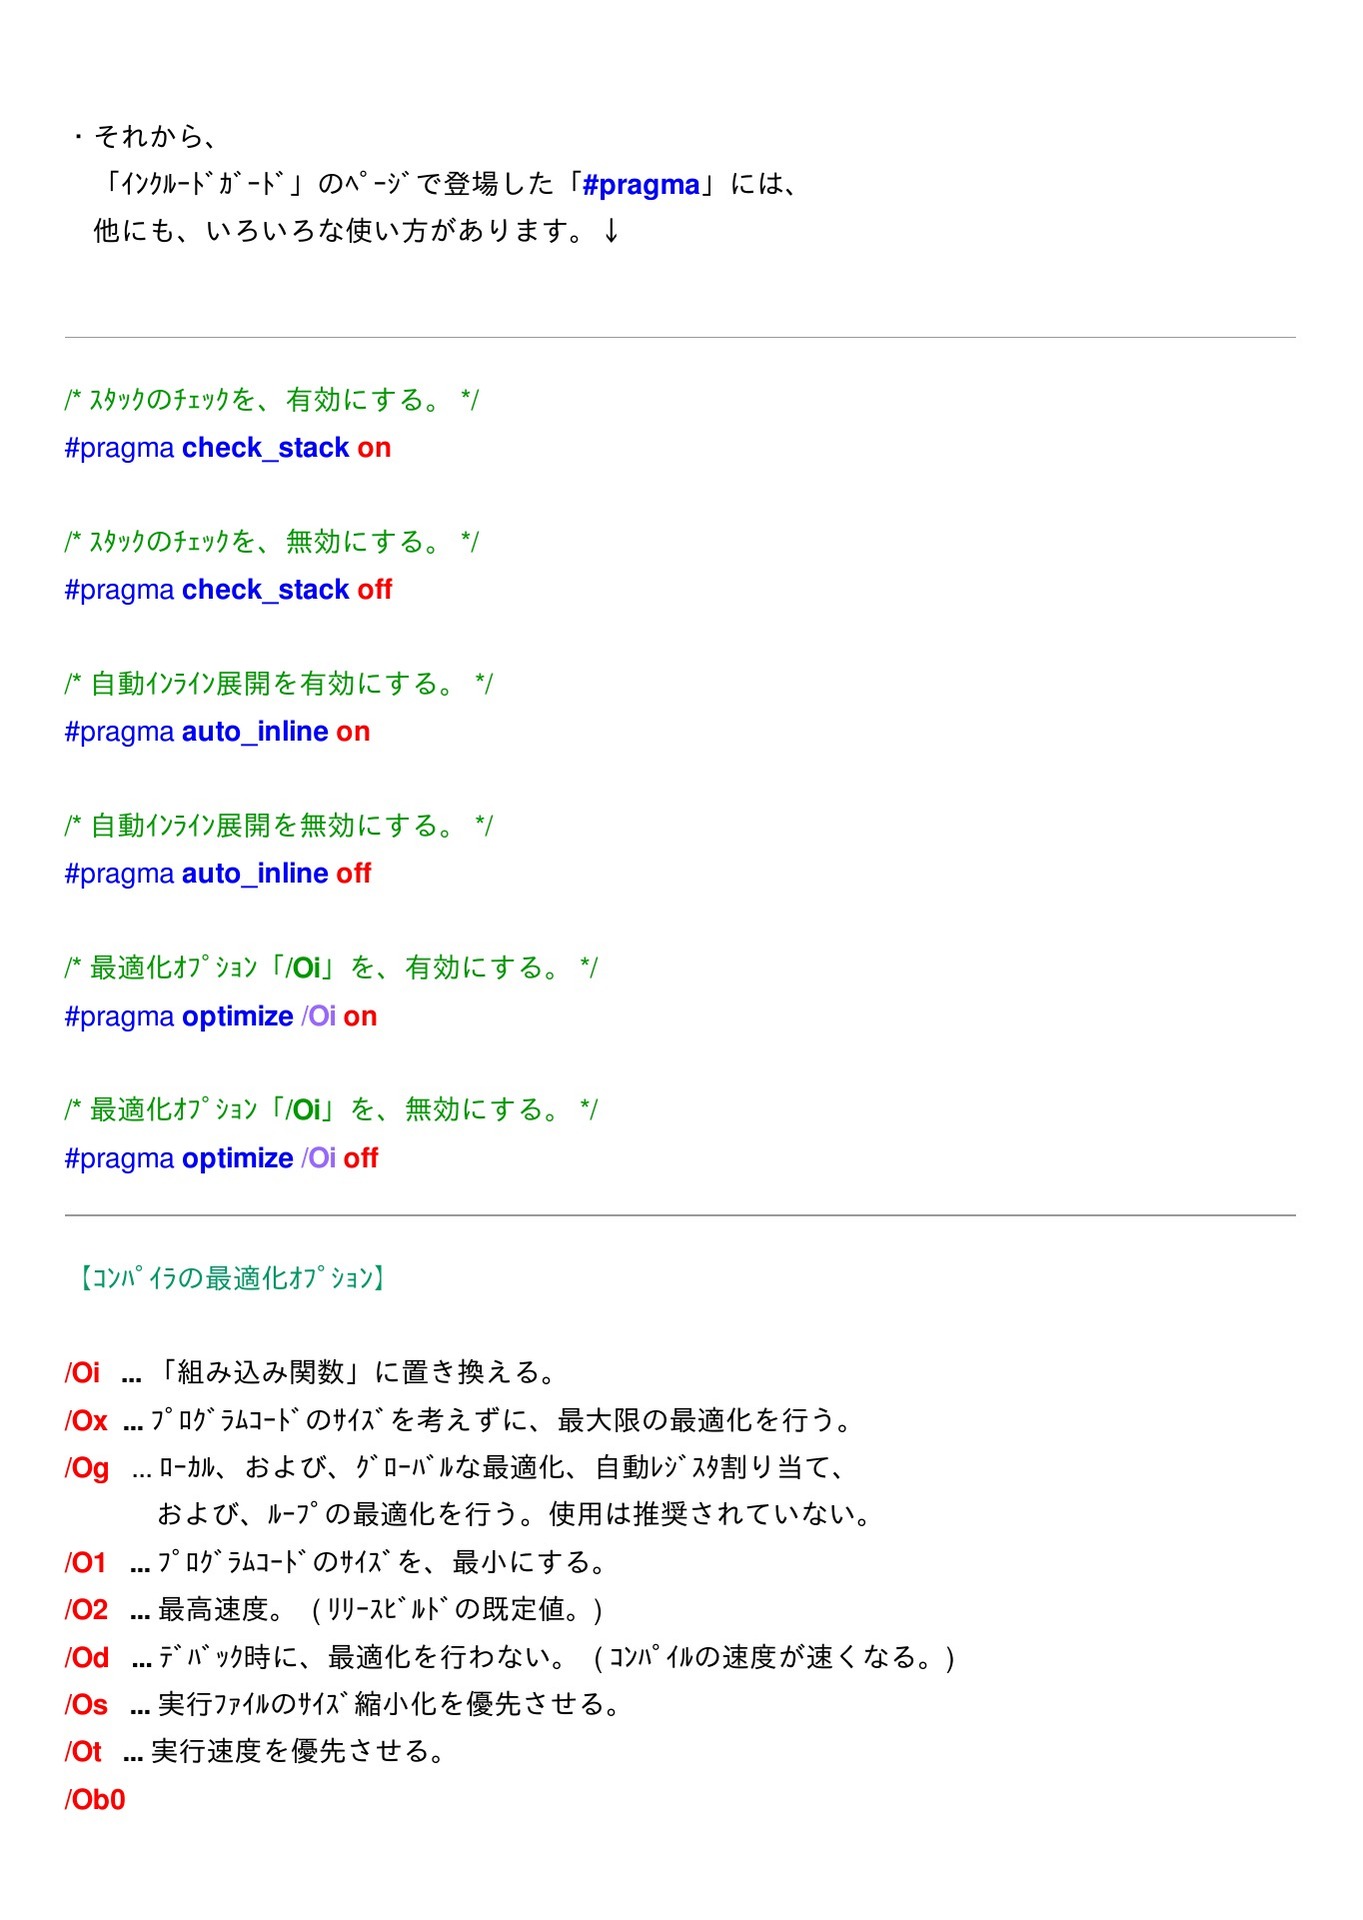 ・それから、
「ｲﾝｸﾙｰﾄﾞｶﾞｰﾄﾞ」のﾍﾟｰｼﾞで登場した「#pragma」には、
他にも、いろいろな使い方があります。↓
/* ｽﾀｯｸのﾁｪｯｸを、有効にする。 */
#pragma check_stack on
/* ｽﾀｯｸのﾁｪｯｸを、無効にする。 */
#pragma check_stack off
/* 自動ｲﾝﾗｲﾝ展開を有効にする。 */
#pragma auto_inline on
/* 自動ｲﾝﾗｲﾝ展開を無効にする。 */
#pragma auto_inline off
/* 最適化ｵﾌﾟｼｮﾝ「/Oi」を、有効にする。 */
#pragma optimize /Oi on
/* 最適化ｵﾌﾟｼｮﾝ「/Oi」を、無効にする。 */
#pragma optimize /Oi off
【ｺﾝﾊﾟｲﾗの最適化ｵﾌﾟｼｮﾝ】
/Oi ... 「組み込み関数」に置き換える。
/Ox ... ﾌﾟﾛｸﾞﾗﾑｺｰﾄﾞのｻｲｽﾞを考えずに、最大限の最適化を行う。
/Og ... ﾛｰｶﾙ、および、ｸﾞﾛｰﾊﾞﾙな最適化、自動ﾚｼﾞｽﾀ割り当て、
および、ﾙｰﾌﾟの最適化を行う。使用は推奨されていない。
/O1 ... ﾌﾟﾛｸﾞﾗﾑｺｰﾄﾞのｻｲｽﾞを、最小にする。
/O2 ... 最高速度。 ( ﾘﾘｰｽﾋﾞﾙﾄﾞの既定値。)
/Od ... ﾃﾞﾊﾞｯｸ時に、最適化を行わない。 ( ｺﾝﾊﾟｲﾙの速度が速くなる。)
/Os ... 実行ﾌｧｲﾙのｻｲｽﾞ縮小化を優先させる。
/Ot ... 実行速度を優先させる。
/Ob0